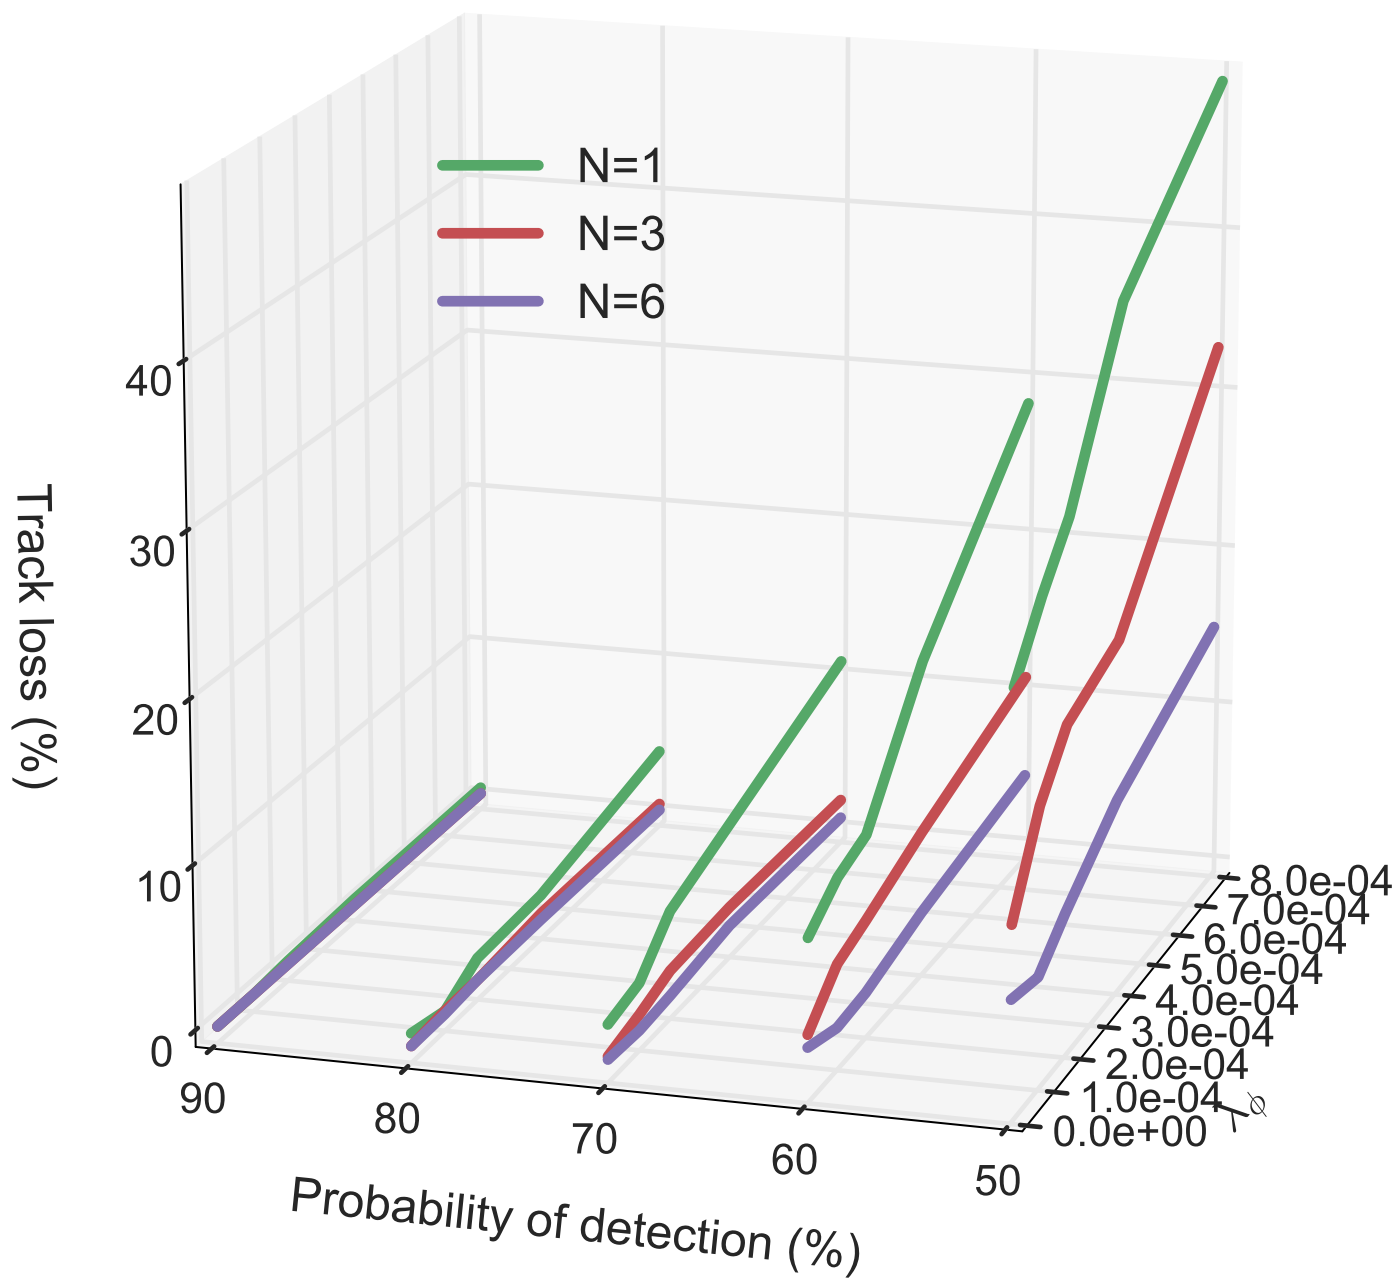 N=1
N=3
N=6
40
30
20
10
0
Track loss (%)
90
80
70
60
50
Probability of detection (%)
8.0e-04
7.0e-04
6.0e-04
5.0e-04
4.0e-04
3.0e-04
2.0e-04
1.0e-04
0.0e+00
λϕ